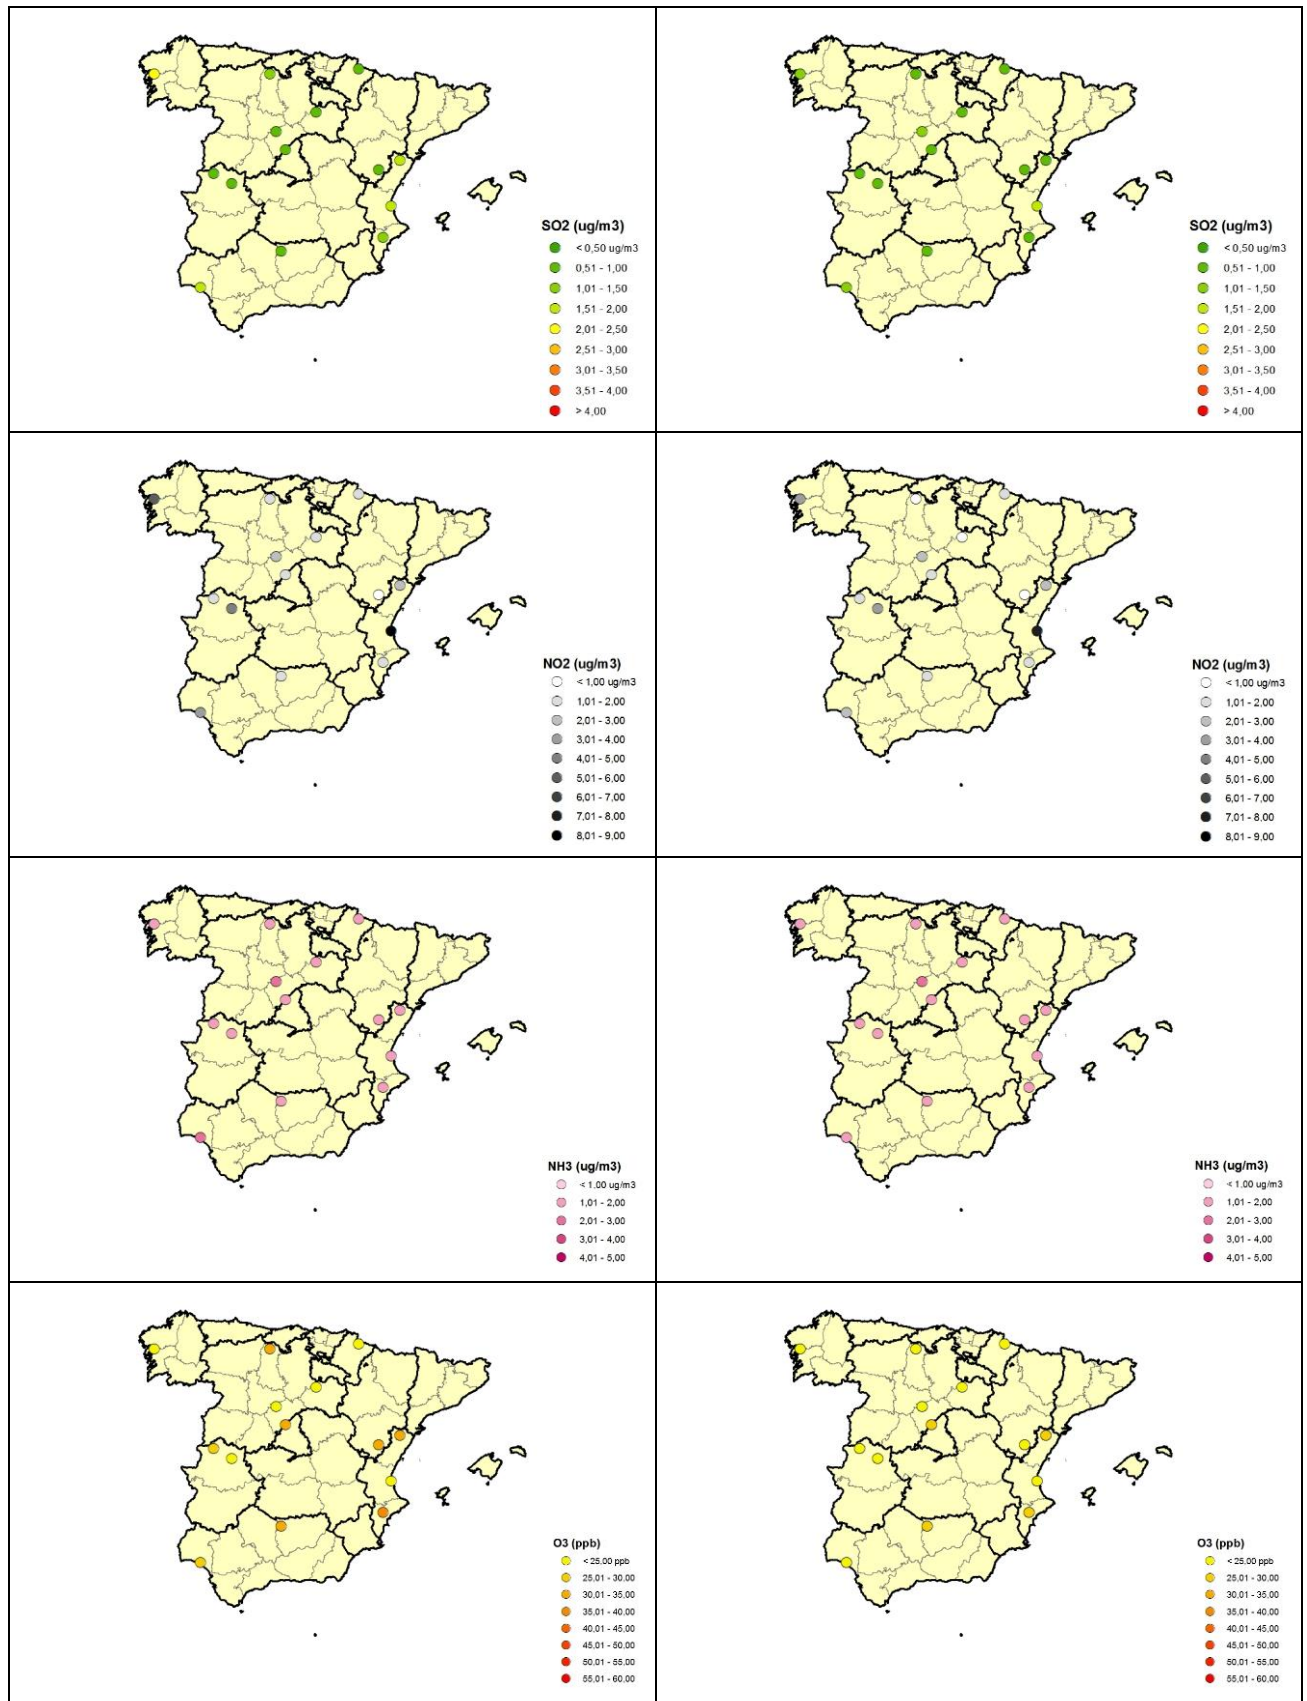 SO2 (ug/m3)
< 0,50 ug/m3
0,51 - 1,00
1,01 - 1,50
1,51 - 2,00
2,01 - 2,50
2,51 - 3,00
3,01 - 3,50
3,51 - 4,00
> 4,00
SO2 (ug/m3)
< 0,50 ug/m3
0,51 - 1,00
1,01 - 1,50
1,51 - 2,00
2,01 - 2,50
2,51 - 3,00
3,01 - 3,50
3,51 - 4,00
> 4,00
NO2 (ug/m3)
< 1,00 ug/m3
1,01 - 2,00
2,01 - 3,00
3,01 - 4,00
4,01 - 5,00
5,01 - 6,00
6,01 - 7,00
7,01 - 8,00
8,01 - 9,00
NO2 (ug/m3)
< 1,00 ug/m3
1,01 - 2,00
2,01 - 3,00
3,01 - 4,00
4,01 - 5,00
5,01 - 6,00
6,01 - 7,00
7,01 - 8,00
8,01 - 9,00
NH3 (ug/m3)
< 1.00 ug/m3
1,01 - 2,00
2,01 - 3,00
3,01 - 4,00
4,01 - 5,00
NH3 (ug/m3)
< 1.00 ug/m3
1,01 - 2,00
2,01 - 3,00
3,01 - 4,00
4,01 - 5,00
O3 (ppb)
< 25,00 ppb
25,01 - 30,00
30,01 - 35,00
35,01 - 40,00
40,01 - 45,00
45,01 - 50,00
50,01 - 55,00
55,01 - 60,00
O3 (ppb)
< 25,00 ppb
25,01 - 30,00
30,01 - 35,00
35,01 - 40,00
40,01 - 45,00
45,01 - 50,00
50,01 - 55,00
55,01 - 60,00